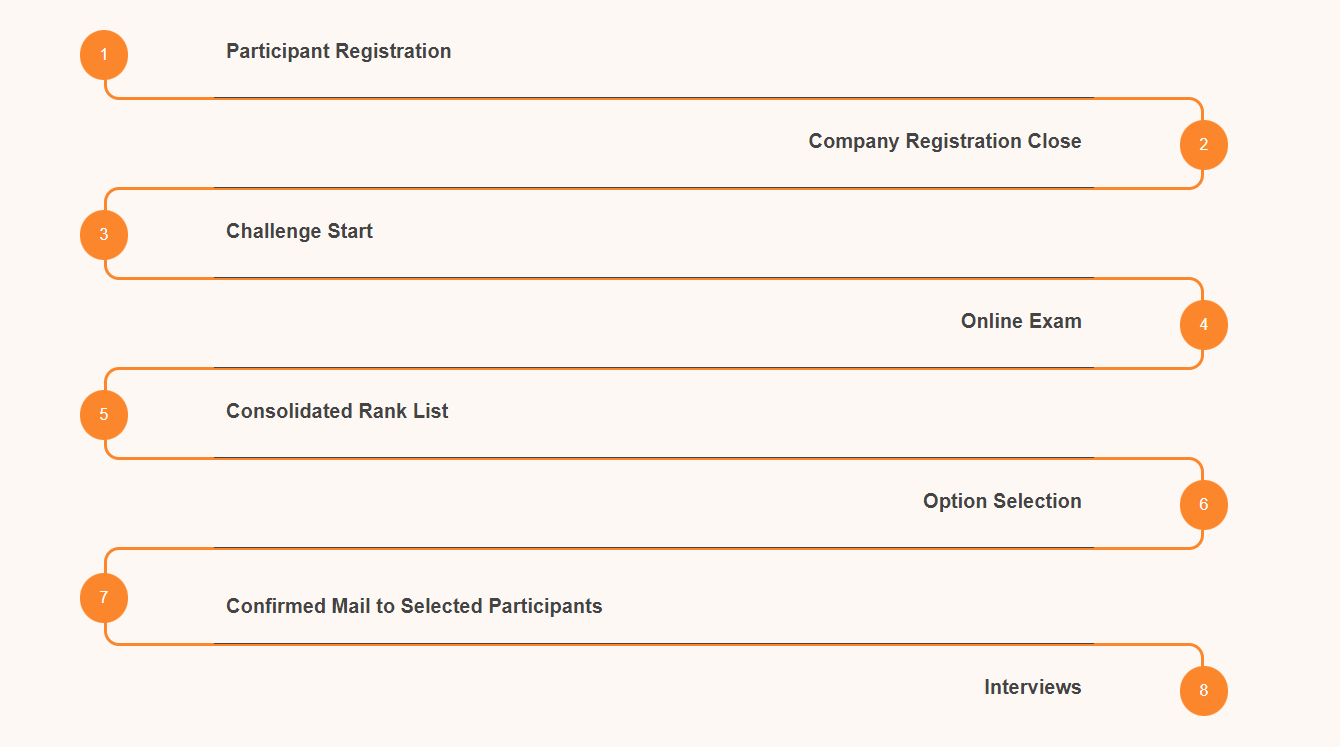 1
Participant Registration
Company Registration Close
2
3
Challenge Start
Online Exam
4
5
Consolidated Rank List
Option Selection
6
7
Confirmed Mail to Selected Participants
Interviews
8